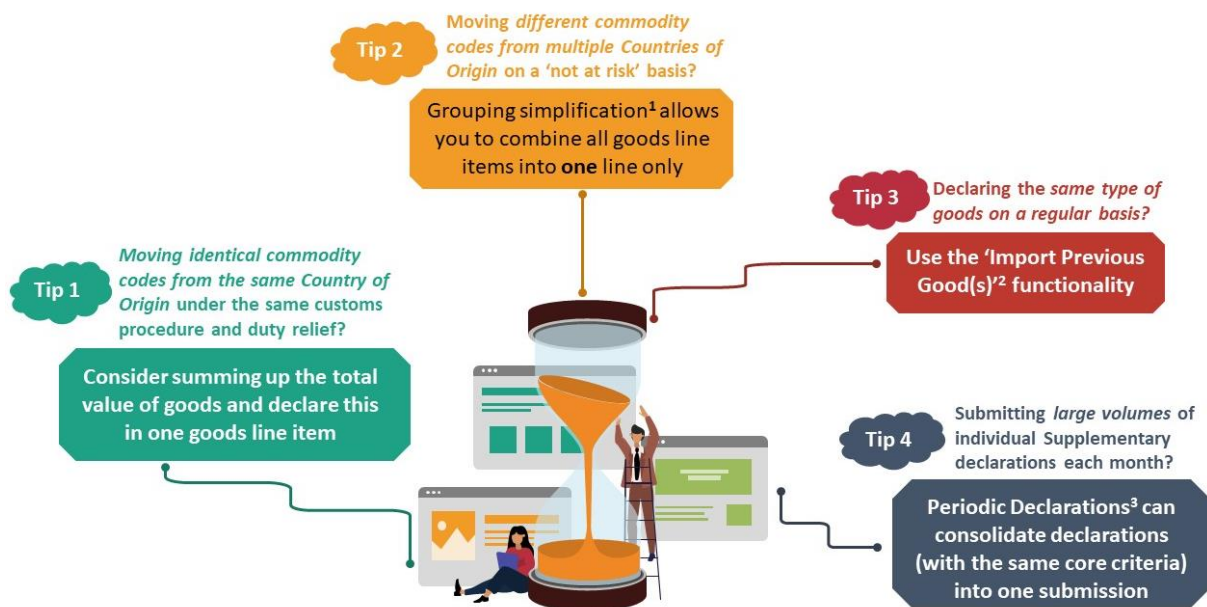 Tip 1
Moving identical commodity
codes from the same Country of
Origin under the same customs
procedure and duty relief?
Consider summing up the total
value of goods and declare this
in one goods line item
Tip 2
Moving different commodity
codes from multiple Countries of
Origin on a ‘not at risk’ basis?
Grouping simplification¹ allows
you to combine all goods line
items into one line only
Tip 3
Declaring the same type of
goods on a regular basis?
Use the ‘Import Previous
Good(s)’² functionality
Tip 4
Submitting large volumes of
individual Supplementary
declarations each month?
Periodic Declarations³ can
consolidate declarations
(with the same core criteria)
into one submission